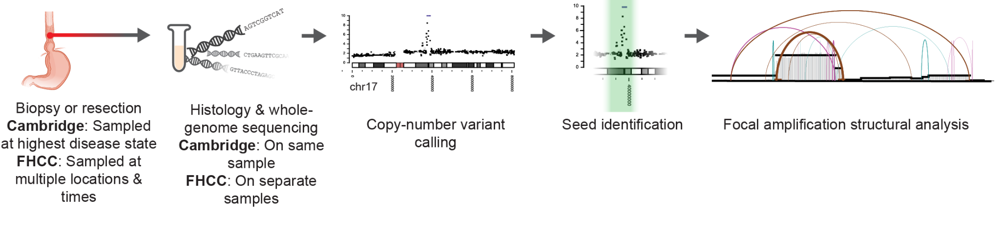 AGTCGGTCAT
CTGAAGTTCGCAA
GTTACCCTAGAGC
10
8
6
4
2
0
0
20000000
40000000
60000000
80000000
chr17
10
8
6
4
2
0
40000000
Biopsy or resection
Cambridge: Sampled
at highest disease state
FHCC: Sampled at
multiple locations &
times
Histology & whole-
genome sequencing
Cambridge: On same
sample
FHCC: On separate
samples
Copy-number variant
calling
Seed identification
Focal amplification structural analysis